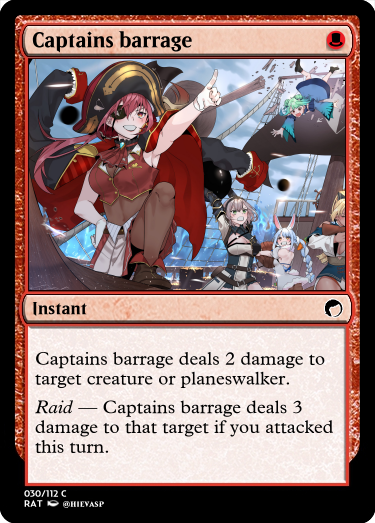 Captains barrage
Instant
Captains barrage deals 2 damage to
target creature or planeswalker.
Raid — Captains barrage deals 3
damage to that target if you attacked
this turn.
030/112 C
RAT @HIEVASP